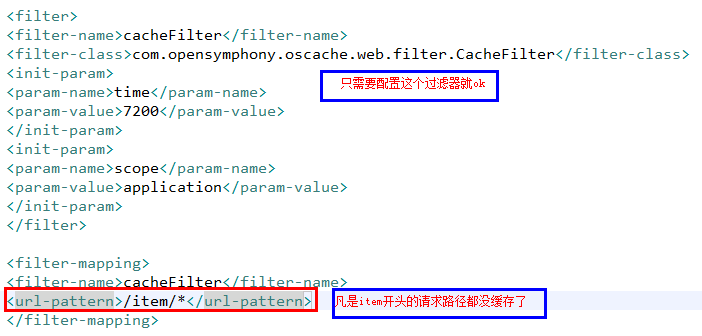 <filter>
<filter-name>cacheFilter</filter-name>
<filter-class>com.opensymphony.oscache.web.filter.CacheFilter</filter-class>
<init-param>
<param-name>time</param-name>
只需要配置这个过滤器就ok
<param-value>7200</param-value>
</init-param>
<init-param>
<param-name>scope</param-name>
<param-value>application</param-value>
</init-param>
</filter>
<filter-mapping>
<filter-name>cacheFilter</filter-name>
<url-pattern>/item/*</url-pattern>
凡是item开头的请求路径都没缓存了
</filter-mapping>